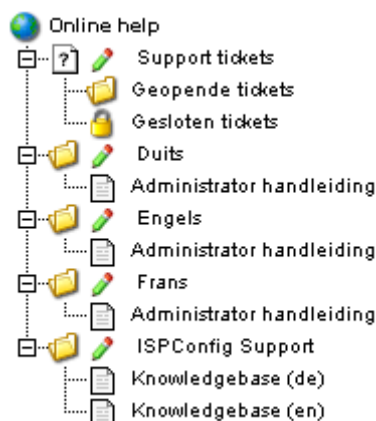 Online help
Support tickets
Geopende tickets
Gesloten tickets
Duits
Administrator handleiding
Engels
Administrator handleiding
Frans
Administrator handleiding
ISPConfig Support
Knowledgebase (de)
Knowledgebase (en)